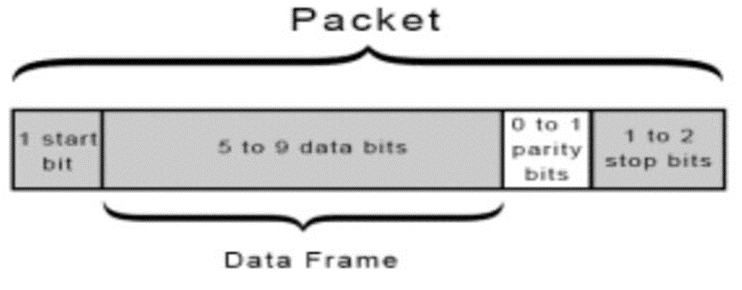 Packet
1 start
bit
5 to 9 data bits
0 to 1
parity
bits
1 to 2
stop bits
Data Frame